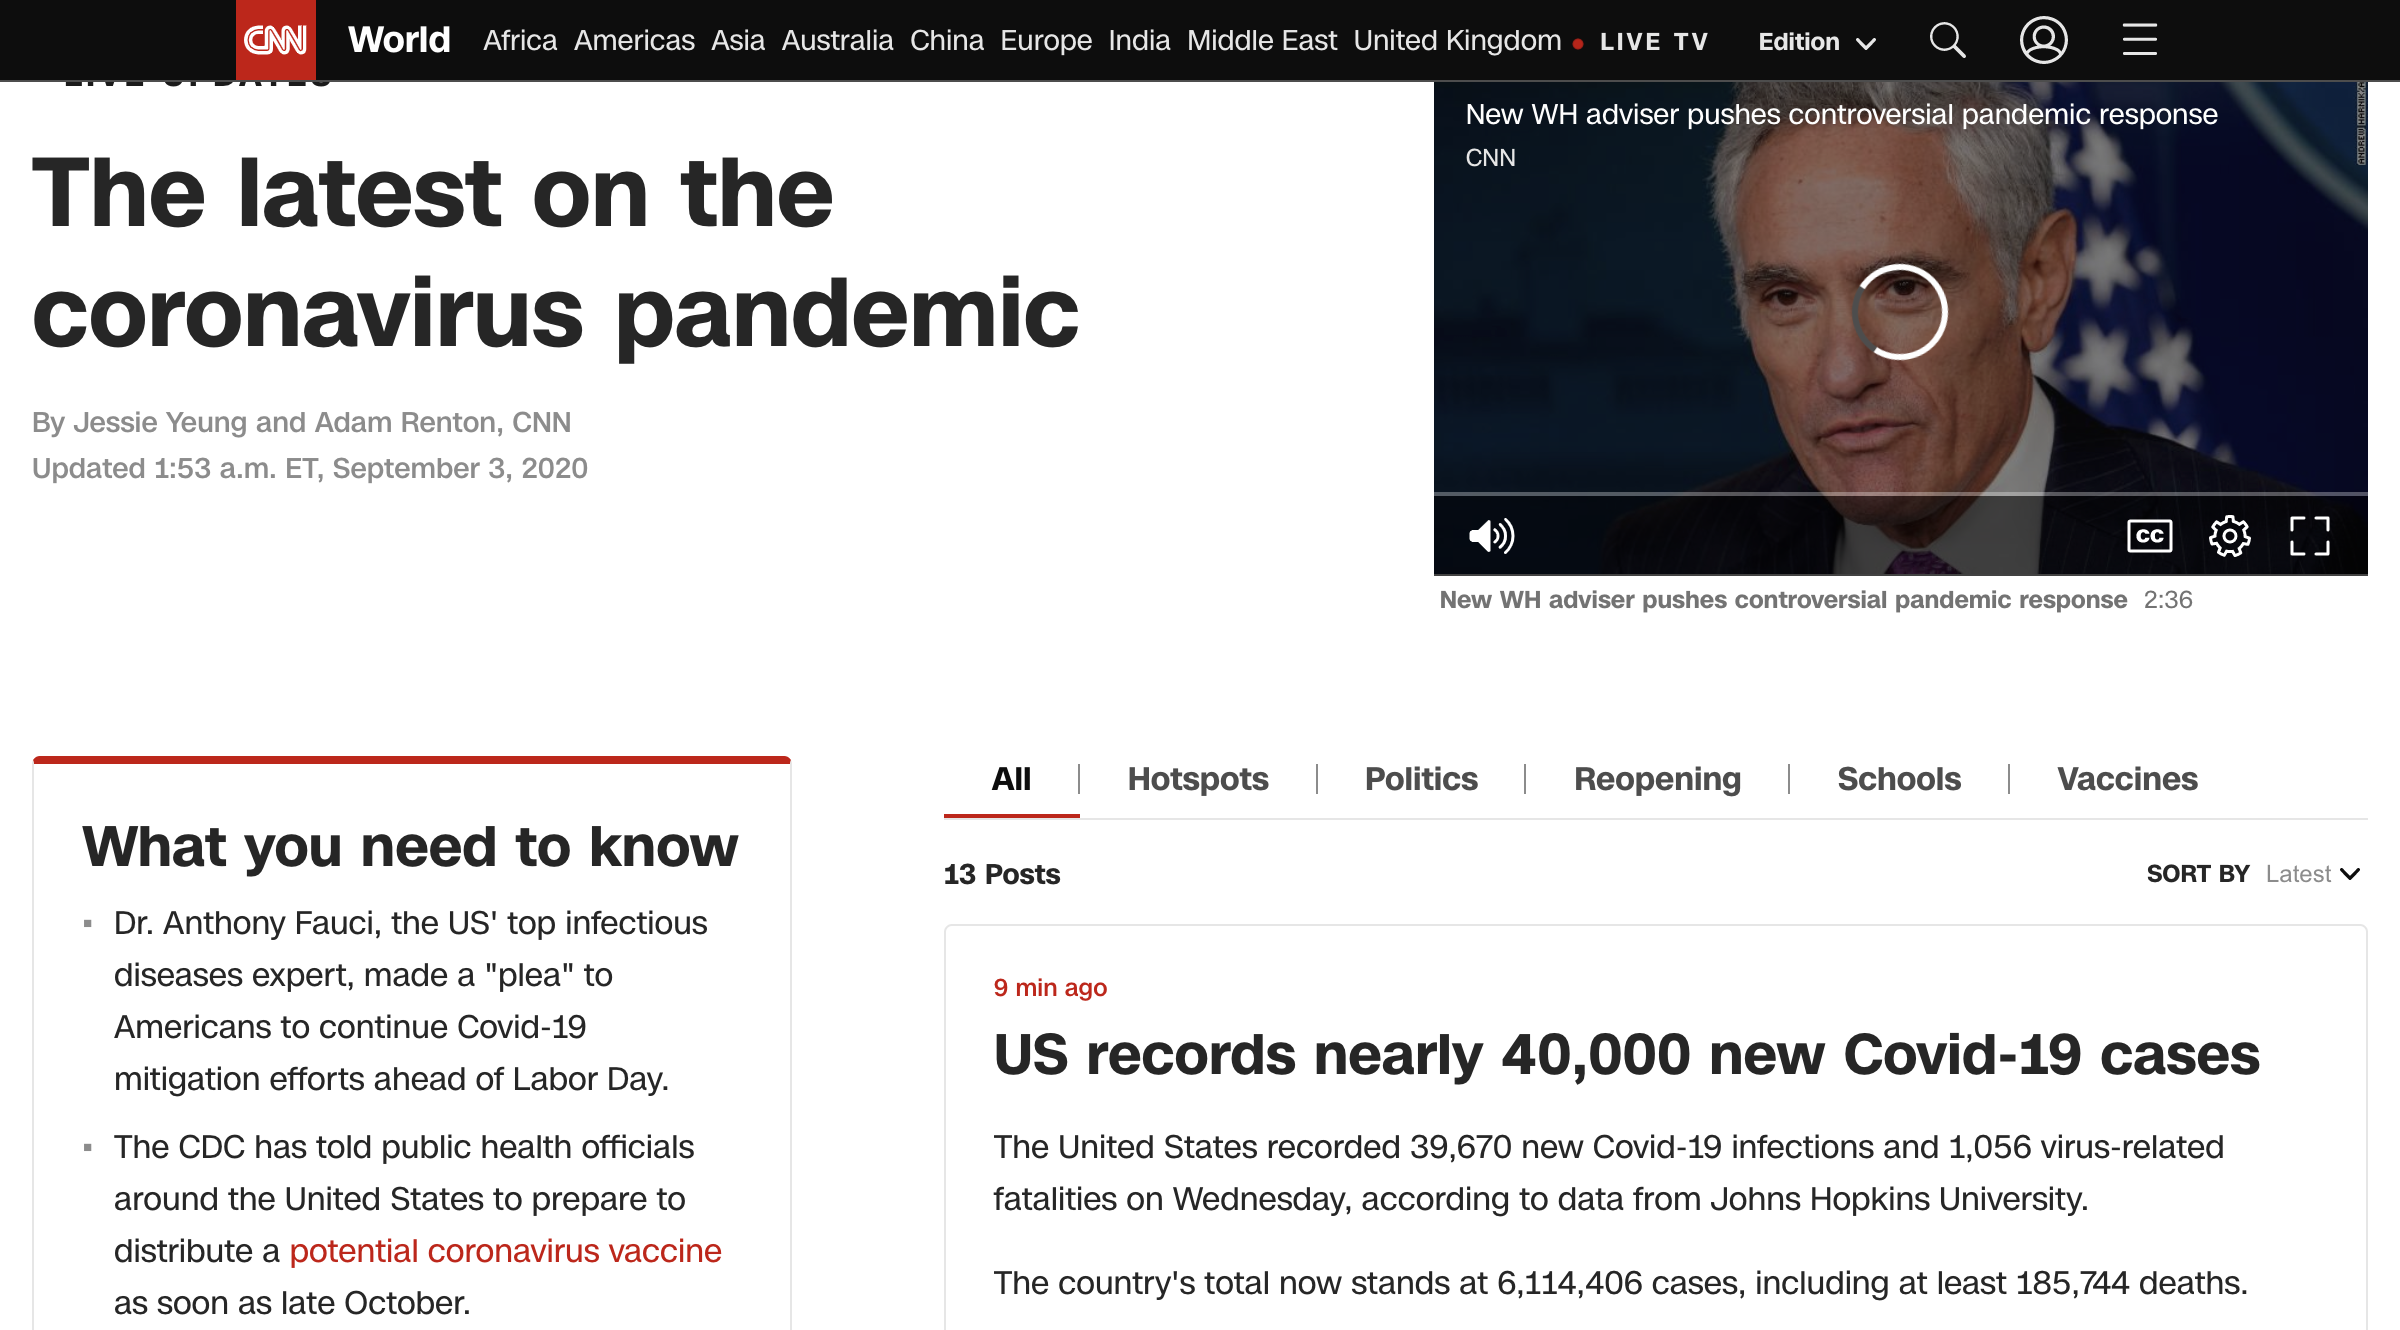 CNN World Africa Americas Asia Australia China Europe India Middle East United Kingdom LIVE TV Edition
LIVE UPDATES
The latest on the
coronavirus pandemic
By Jessie Yeung and Adam Renton, CNN
Updated 1:53 a.m. ET, September 3, 2020
New WH adviser pushes controversial pandemic response
CNN
CC
New WH adviser pushes controversial pandemic response 2:36
What you need to know
Dr. Anthony Fauci, the US' top infectious
diseases expert, made a "plea" to
Americans to continue Covid-19
mitigation efforts ahead of Labor Day.
The CDC has told public health officials
around the United States to prepare to
distribute a potential coronavirus vaccine
as soon as late October.
All | Hotspots | Politics | Reopening | Schools | Vaccines
13 Posts
SORT BY Latest
9 min ago
US records nearly 40,000 new Covid-19 cases
The United States recorded 39,670 new Covid-19 infections and 1,056 virus-related
fatalities on Wednesday, according to data from Johns Hopkins University.
The country's total now stands at 6,114,406 cases, including at least 185,744 deaths.